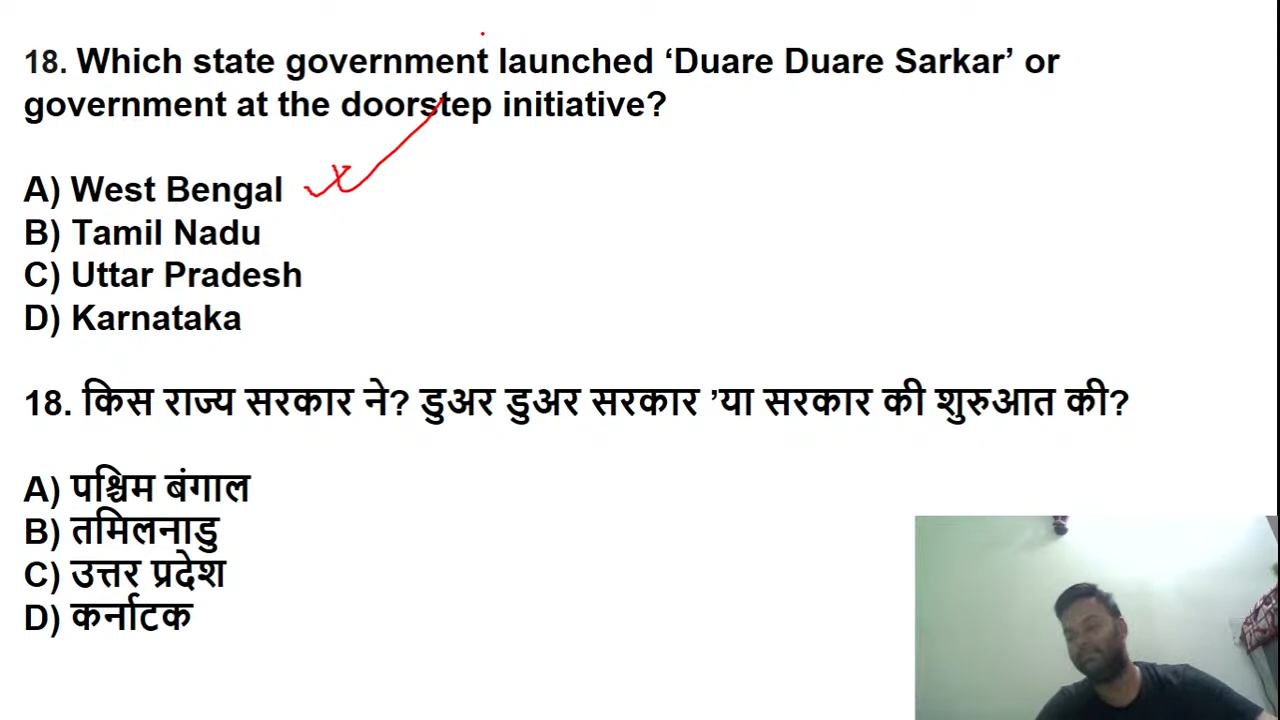 18. Which state government launched ‘Duare Duare Sarkar’ or
government at the doorstep initiative?
A) West Bengal
B) Tamil Nadu
C) Uttar Pradesh
D) Karnataka
18. किस राज्य सरकार ने? डुअर डुअर सरकार ’या सरकार की शुरुआत की?
A) पश्चिम बंगाल
B) तमिलनाडु
C) उत्तर प्रदेश
D) कर्नाटक